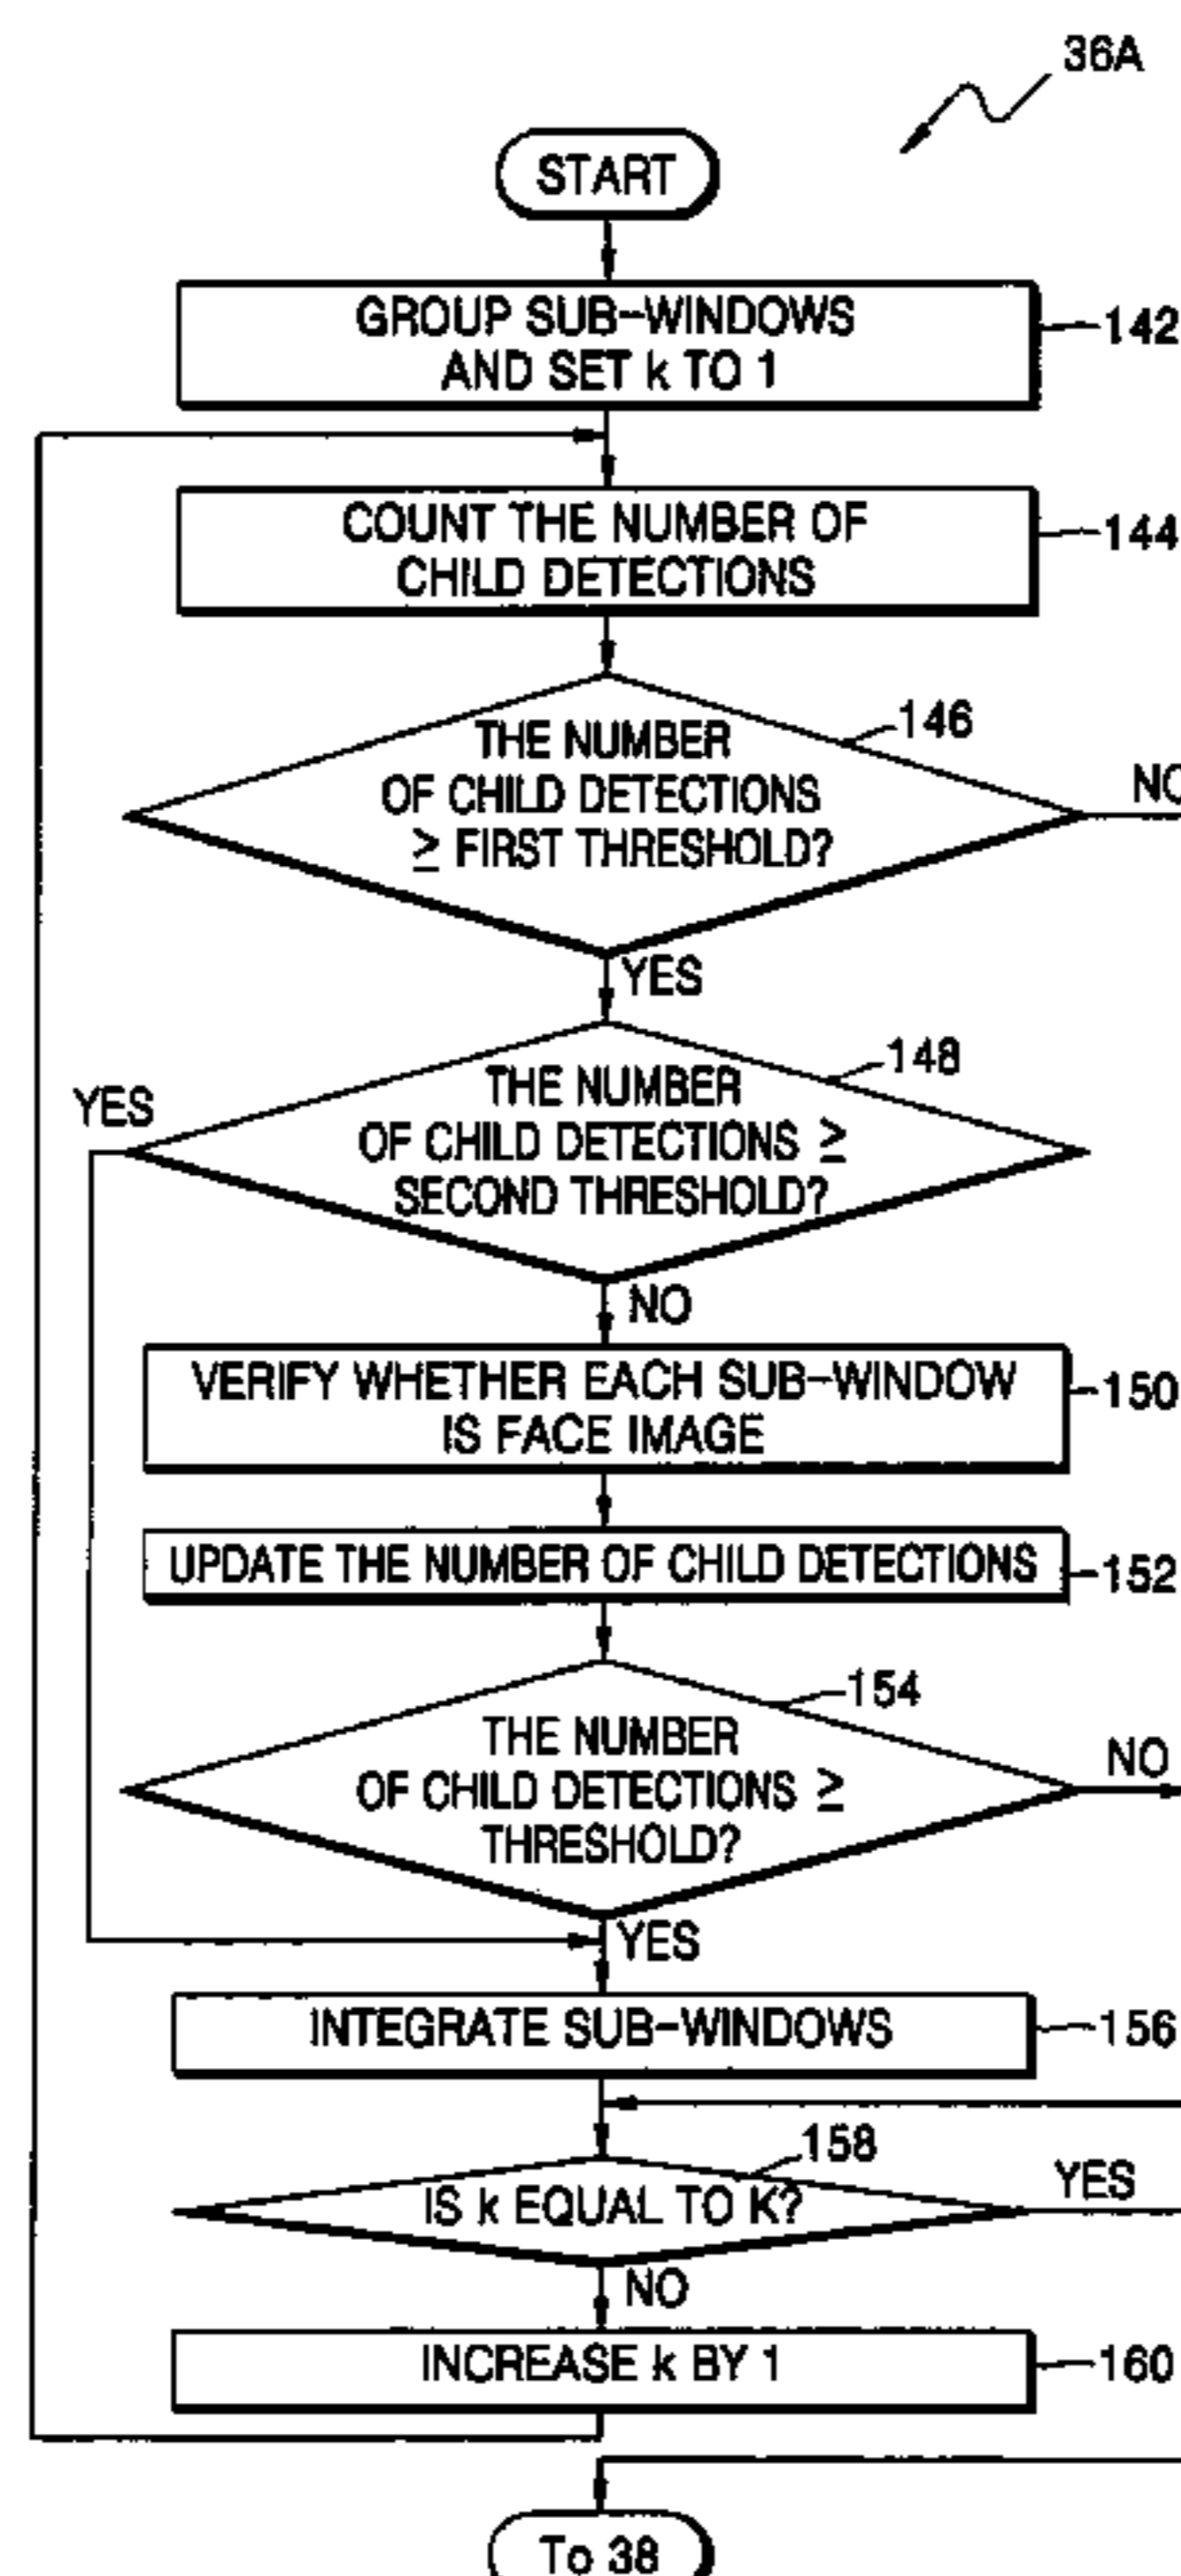 36A
START
GROUP SUB-WINDOWS
AND SET k TO 1
142
COUNT THE NUMBER OF
CHILD DETECTIONS
144
146
THE NUMBER
OF CHILD DETECTIONS
≥ FIRST THRESHOLD?
NO
YES
148
THE NUMBER
OF CHILD DETECTIONS ≥
SECOND THRESHOLD?
YES
NO
VERIFY WHETHER EACH SUB-WINDOW
IS FACE IMAGE
150
UPDATE THE NUMBER OF CHILD DETECTIONS
152
154
THE NUMBER
OF CHILD DETECTIONS ≥
THRESHOLD?
NO
YES
INTEGRATE SUB-WINDOWS
156
158
IS k EQUAL TO K?
YES
NO
INCREASE k BY 1
160
To 38